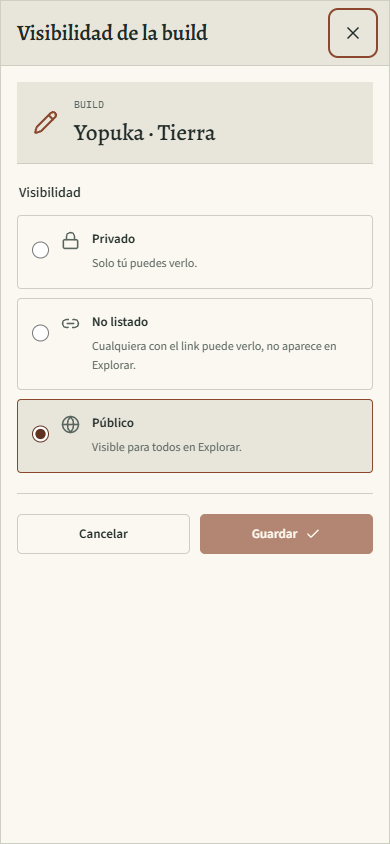 Visibilidad de la build
BUILD
Yopuka · Tierra
Visibilidad
Privado
Solo tú puedes verlo.
No listado
Cualquiera con el link puede verlo, no aparece en
Explorar.
Público
Visible para todos en Explorar.
Cancelar
Guardar